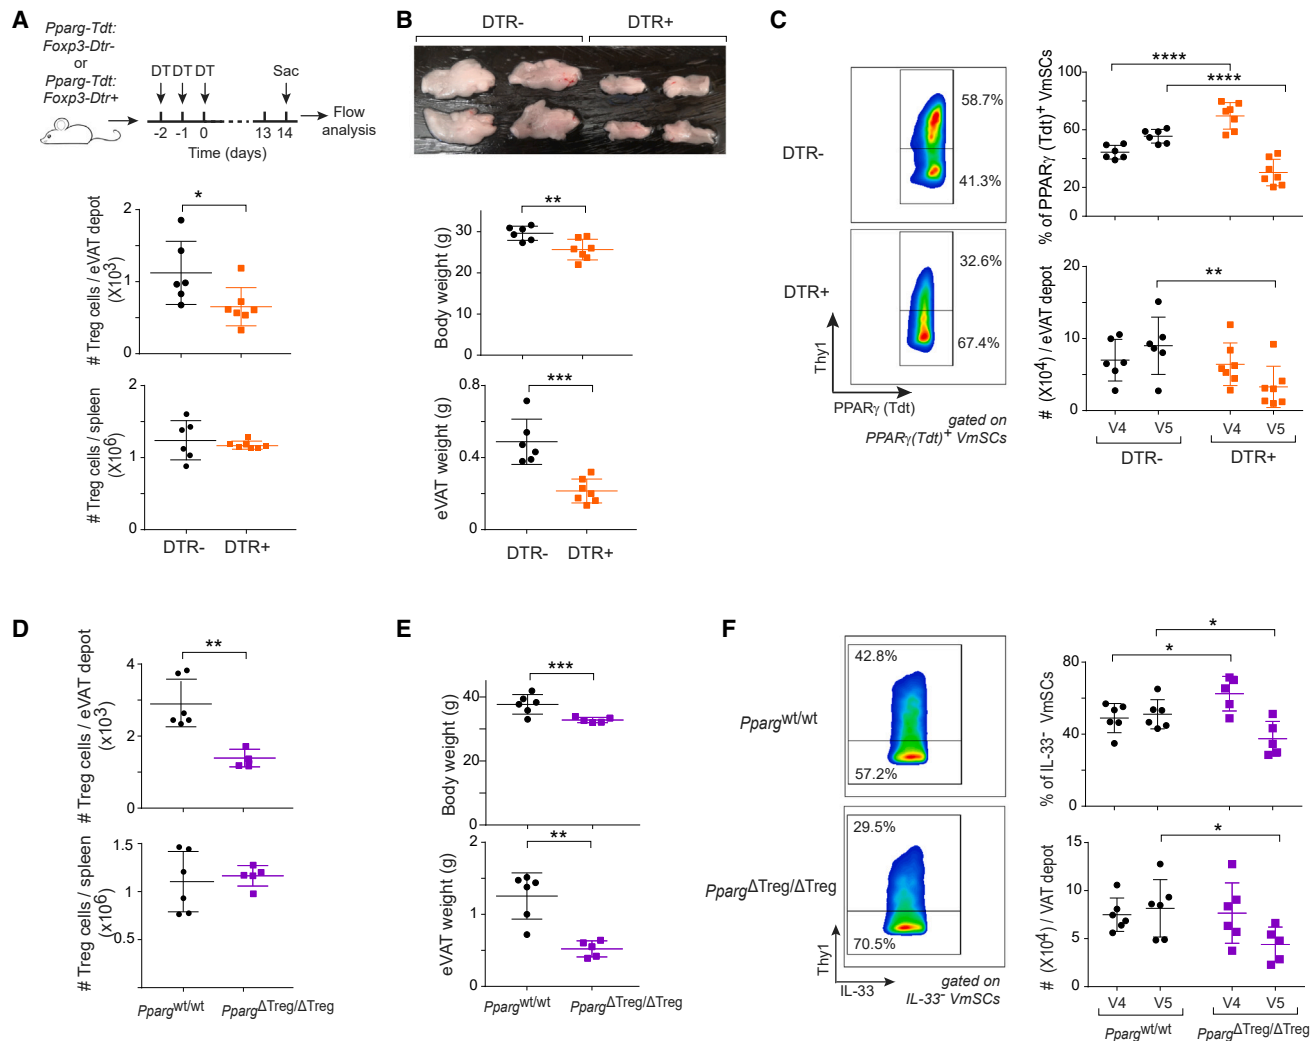 A
Pparg-Tdt:
Foxp3-Dtr-
or
Pparg-Tdt:
Foxp3-Dtr+
DT DT DT
Sac
-2 -1 0 13 14
Time (days)
Flow
analysis
# Treg cells / eVAT depot
(X10³)
2
1
0
*
# Treg cells / spleen
(X10⁶)
2
1
0
DTR- DTR+
B
DTR- DTR+
Body weight (g)
30
20
10
0
**
eVAT weight (g)
0.8
0.4
0
***
DTR- DTR+
C
DTR-
58.7%
41.3%
DTR+
32.6%
67.4%
Thy1
PPARγ (Tdt)
gated on
PPARγ(Tdt)⁺ VmSCs
% of PPARγ (Tdt)⁺ VmSCs
100
60
20
0
****
****
# (X10⁴) / eVAT depot
20
10
0
**
V4 V5 V4 V5
DTR- DTR+
D
# Treg cells / eVAT depot
(x10³)
4
2
0
**
# Treg cells / spleen
(x10⁶)
1.5
1
0.5
0
Ppargwt/wt PpargΔTreg/ΔTreg
E
Body weight (g)
40
20
0
***
eVAT weight (g)
2
1
0
**
Ppargwt/wt PpargΔTreg/ΔTreg
F
Ppargwt/wt
42.8%
57.2%
PpargΔTreg/ΔTreg
29.5%
70.5%
Thy1
IL-33
gated on
IL-33⁻ VmSCs
% of IL-33⁻ VmSCs
80
40
0
*
*
# (X10⁴) / VAT depot
15
10
5
0
*
V4 V5 V4 V5
Ppargwt/wt PpargΔTreg/ΔTreg